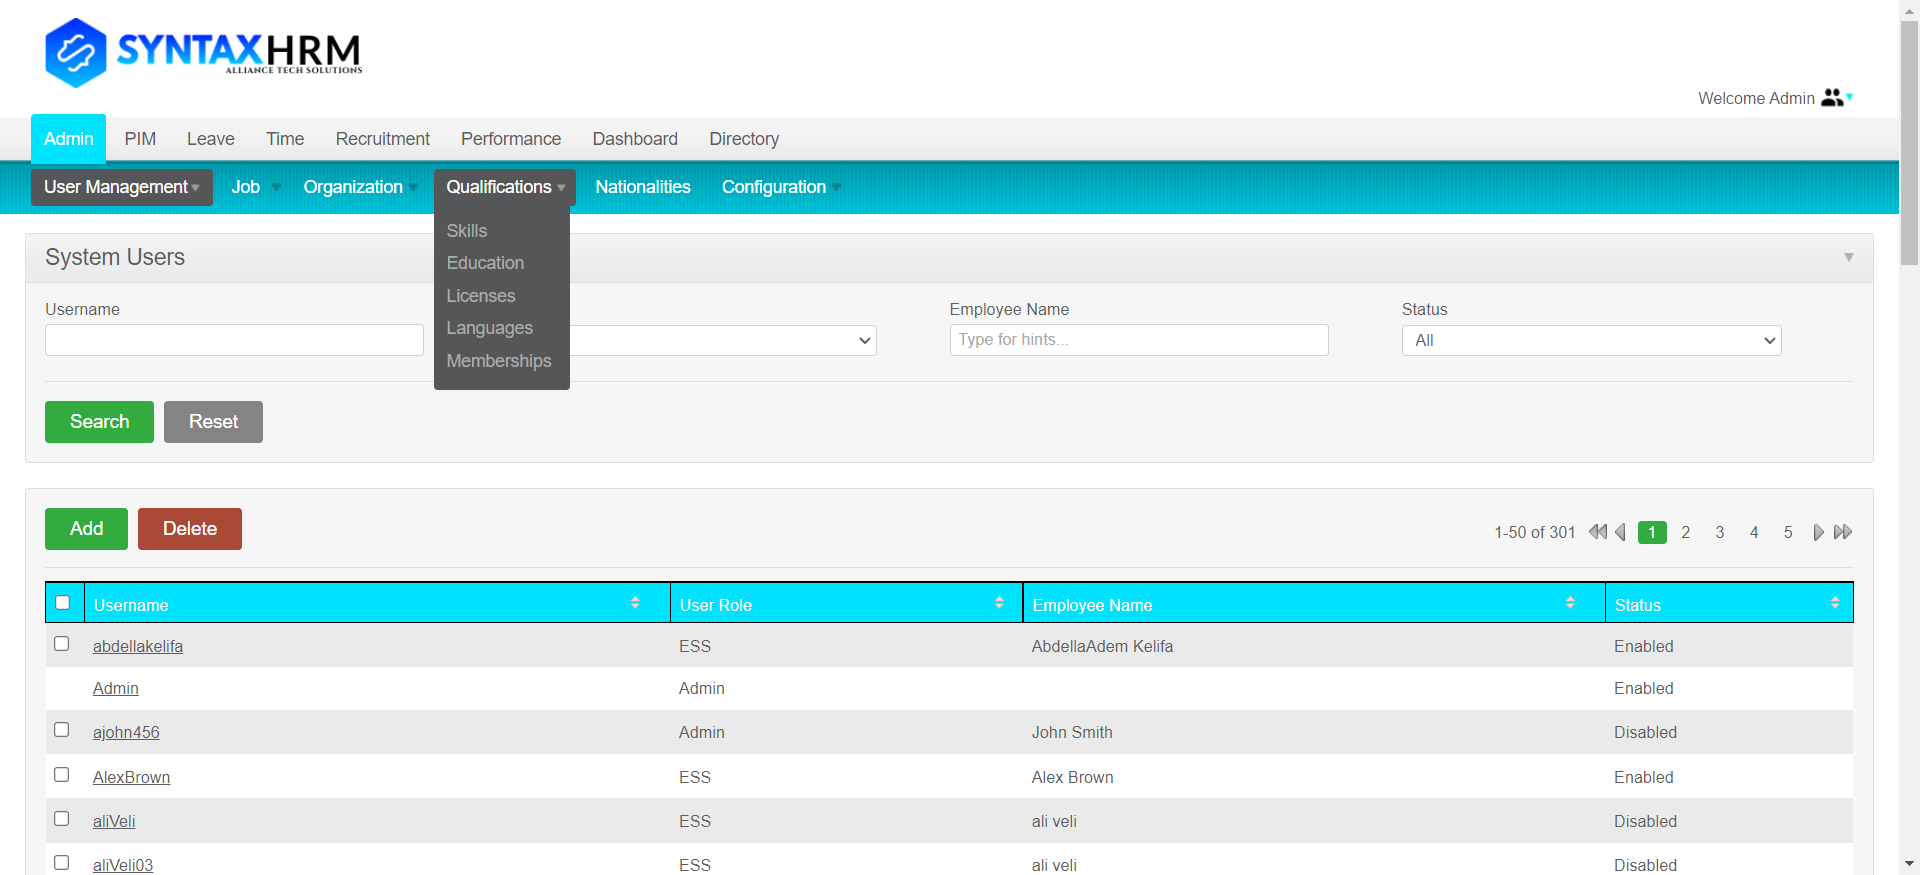 SYNTAXHRM
ALLIANCE TECH SOLUTIONS
Welcome Admin
Admin PIM Leave Time Recruitment Performance Dashboard Directory
User Management Job Organization Qualifications Nationalities Configuration
Skills
Education
Licenses
Languages
Memberships
System Users
Username Employee Name Status
Type for hints... All
Search Reset
Add Delete 1-50 of 301 1 2 3 4 5
Username User Role Employee Name Status
abdellakelifa ESS AbdellaAdem Kelifa Enabled
Admin Admin Enabled
ajohn456 Admin John Smith Disabled
AlexBrown ESS Alex Brown Enabled
aliVeli ESS ali veli Disabled
aliVeli03 ESS ali veli Disabled